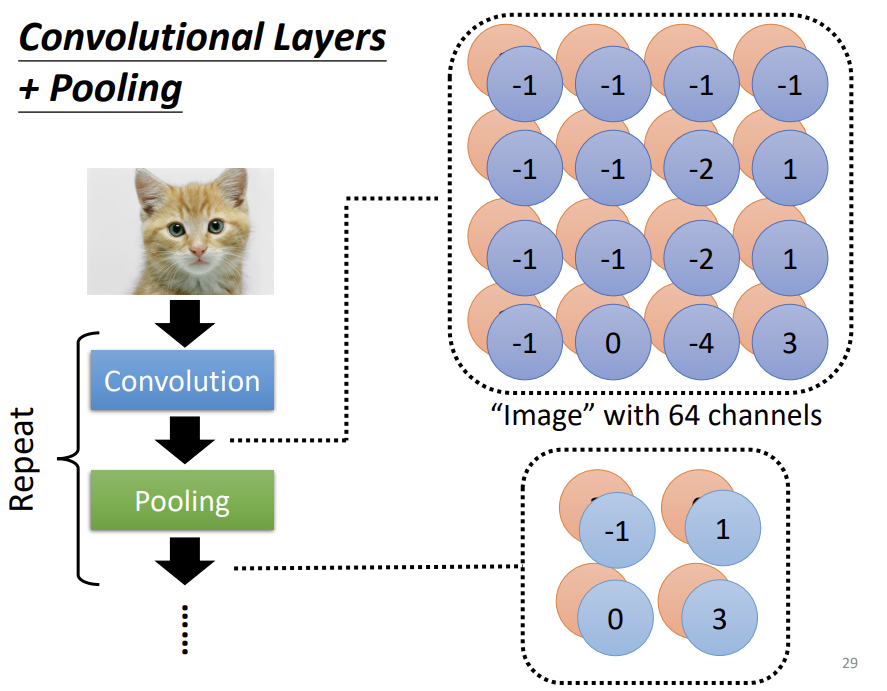 Convolutional Layers
+ Pooling
-1 -1 -1 -1
-1 -1 -2 1
-1 -1 -2 1
-1 0 -4 3
“Image” with 64 channels
Repeat
Convolution
Pooling
......
-1 1
0 3
29